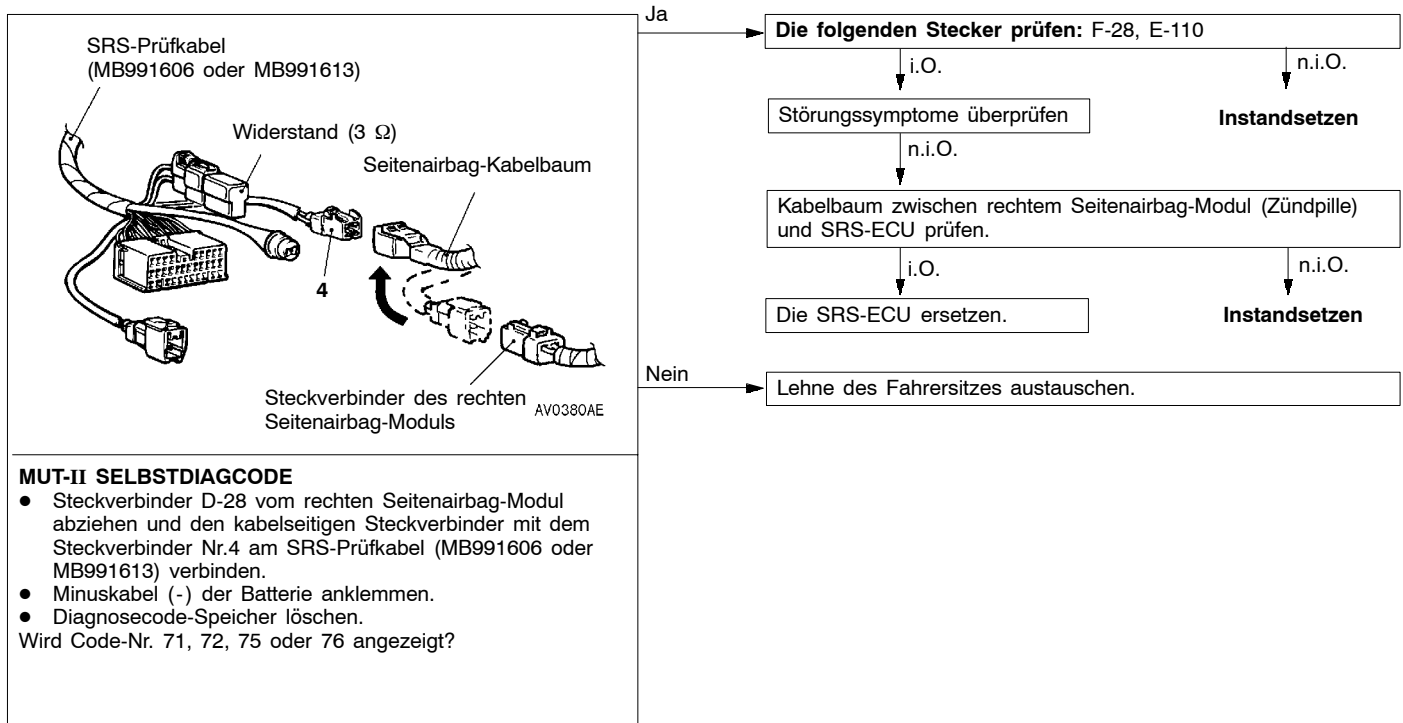 SRS-Prüfkabel
(MB991606 oder MB991613)
Widerstand (3 Ω)
Seitenairbag-Kabelbaum
4
Steckverbinder des rechten
Seitenairbag-Moduls
AV0380AE
MUT-II SELBSTDIAGCODE
● Steckverbinder D-28 vom rechten Seitenairbag-Modul
abziehen und den kabelseitigen Steckverbinder mit dem
Steckverbinder Nr.4 am SRS-Prüfkabel (MB991606 oder
MB991613) verbinden.
● Minuskabel (-) der Batterie anklemmen.
● Diagnosecode-Speicher löschen.
Wird Code-Nr. 71, 72, 75 oder 76 angezeigt?
Ja
Die folgenden Stecker prüfen: F-28, E-110
i.O.
n.i.O.
Störungssymptome überprüfen
Instandsetzen
n.i.O.
Kabelbaum zwischen rechtem Seitenairbag-Modul (Zündpille)
und SRS-ECU prüfen.
i.O.
n.i.O.
Die SRS-ECU ersetzen.
Instandsetzen
Nein
Lehne des Fahrersitzes austauschen.